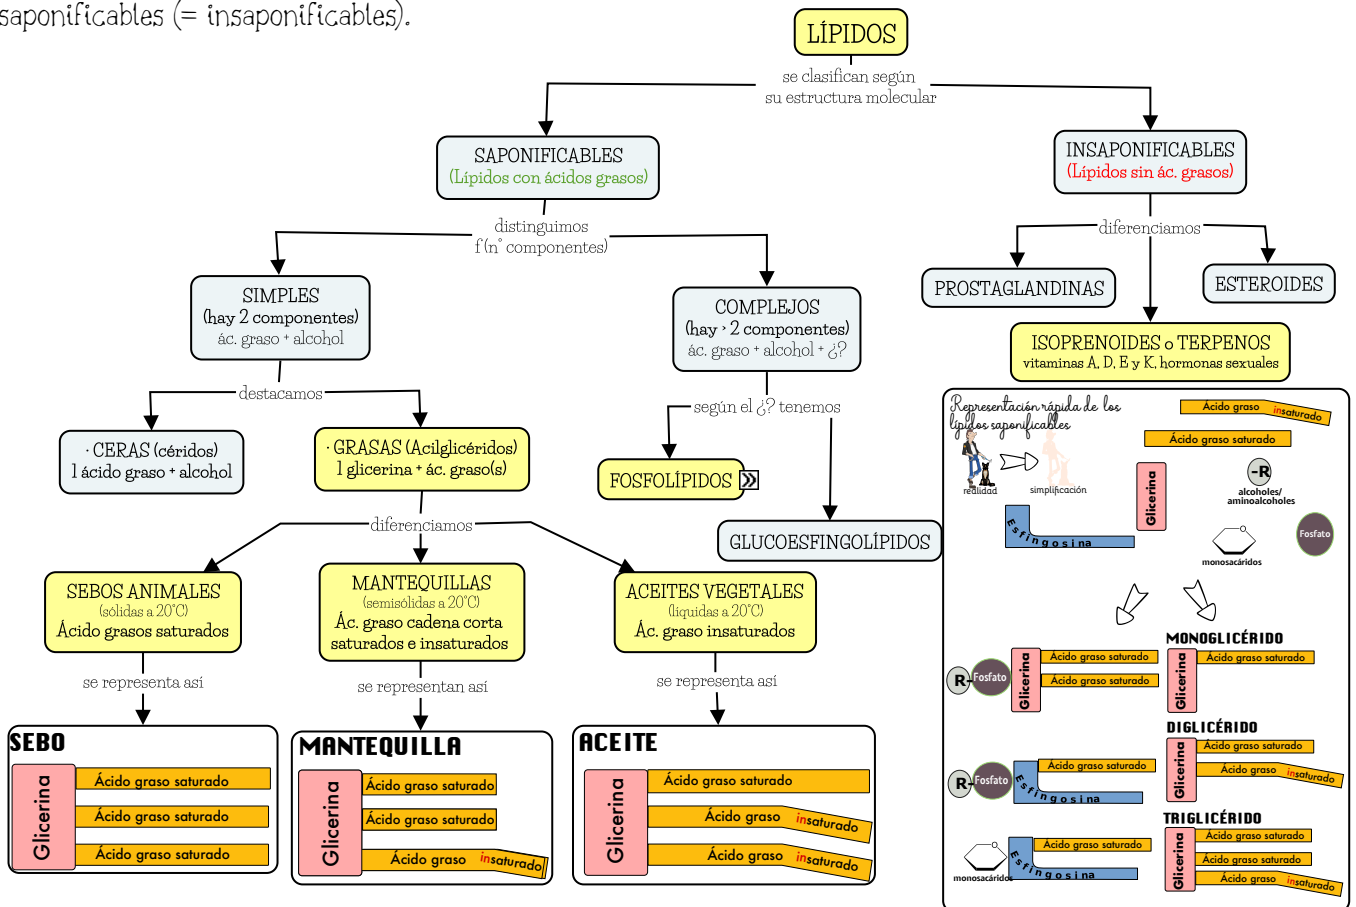 saponificables (= insaponificables).
LÍPIDOS
se clasifican según
su estructura molecular
SAPONIFICABLES
(Lípidos con ácidos grasos)
INSAPONIFICABLES
(Lípidos sin ác. grasos)
distinguimos
f (n° componentes)
diferenciamos
SIMPLES
(hay 2 componentes)
ác. graso + alcohol
COMPLEJOS
(hay > 2 componentes)
ác. graso + alcohol + ¿?
PROSTAGLANDINAS
ESTEROIDES
ISOPRENOIDES o TERPENOS
vitaminas A, D, E y K, hormonas sexuales
destacamos
según el ¿? tenemos
· CERAS (céridos)
1 ácido graso + alcohol
· GRASAS (Acilglicéridos)
1 glicerina + ác. graso(s)
FOSFOLÍPIDOS
GLUCOESFINGOLÍPIDOS
diferenciamos
SEBOS ANIMALES
(sólidas a 20°C)
Ácido grasos saturados
MANTEQUILLAS
(semisólidas a 20°C)
Ác. graso cadena corta
saturados e insaturados
ACEITES VEGETALES
(líquidas a 20°C)
Ác. graso insaturados
se representa así
se representan así
se representa así
SEBO
Glicerina
Ácido graso saturado
Ácido graso saturado
Ácido graso saturado
MANTEQUILLA
Glicerina
Ácido graso saturado
Ácido graso saturado
Ácido graso insaturado
ACEITE
Glicerina
Ácido graso saturado
Ácido graso insaturado
Ácido graso insaturado
Representación rápida de los
lípidos saponificables
realidad
simplificación
Ácido graso insaturado
Ácido graso saturado
Glicerina
-R
alcoholes/
aminoalcoholes
Esfingosina
monosacáridos
Fosfato
R-
Fosfato
Glicerina
Ácido graso saturado
Ácido graso saturado
MONOGLICÉRIDO
Glicerina
Ácido graso saturado
R-
Fosfato
Esfingosina
Ácido graso saturado
DIGLICÉRIDO
Glicerina
Ácido graso saturado
Ácido graso insaturado
monosacáridos
Esfingosina
Ácido graso saturado
TRIGLICÉRIDO
Glicerina
Ácido graso saturado
Ácido graso saturado
Ácido graso insaturado